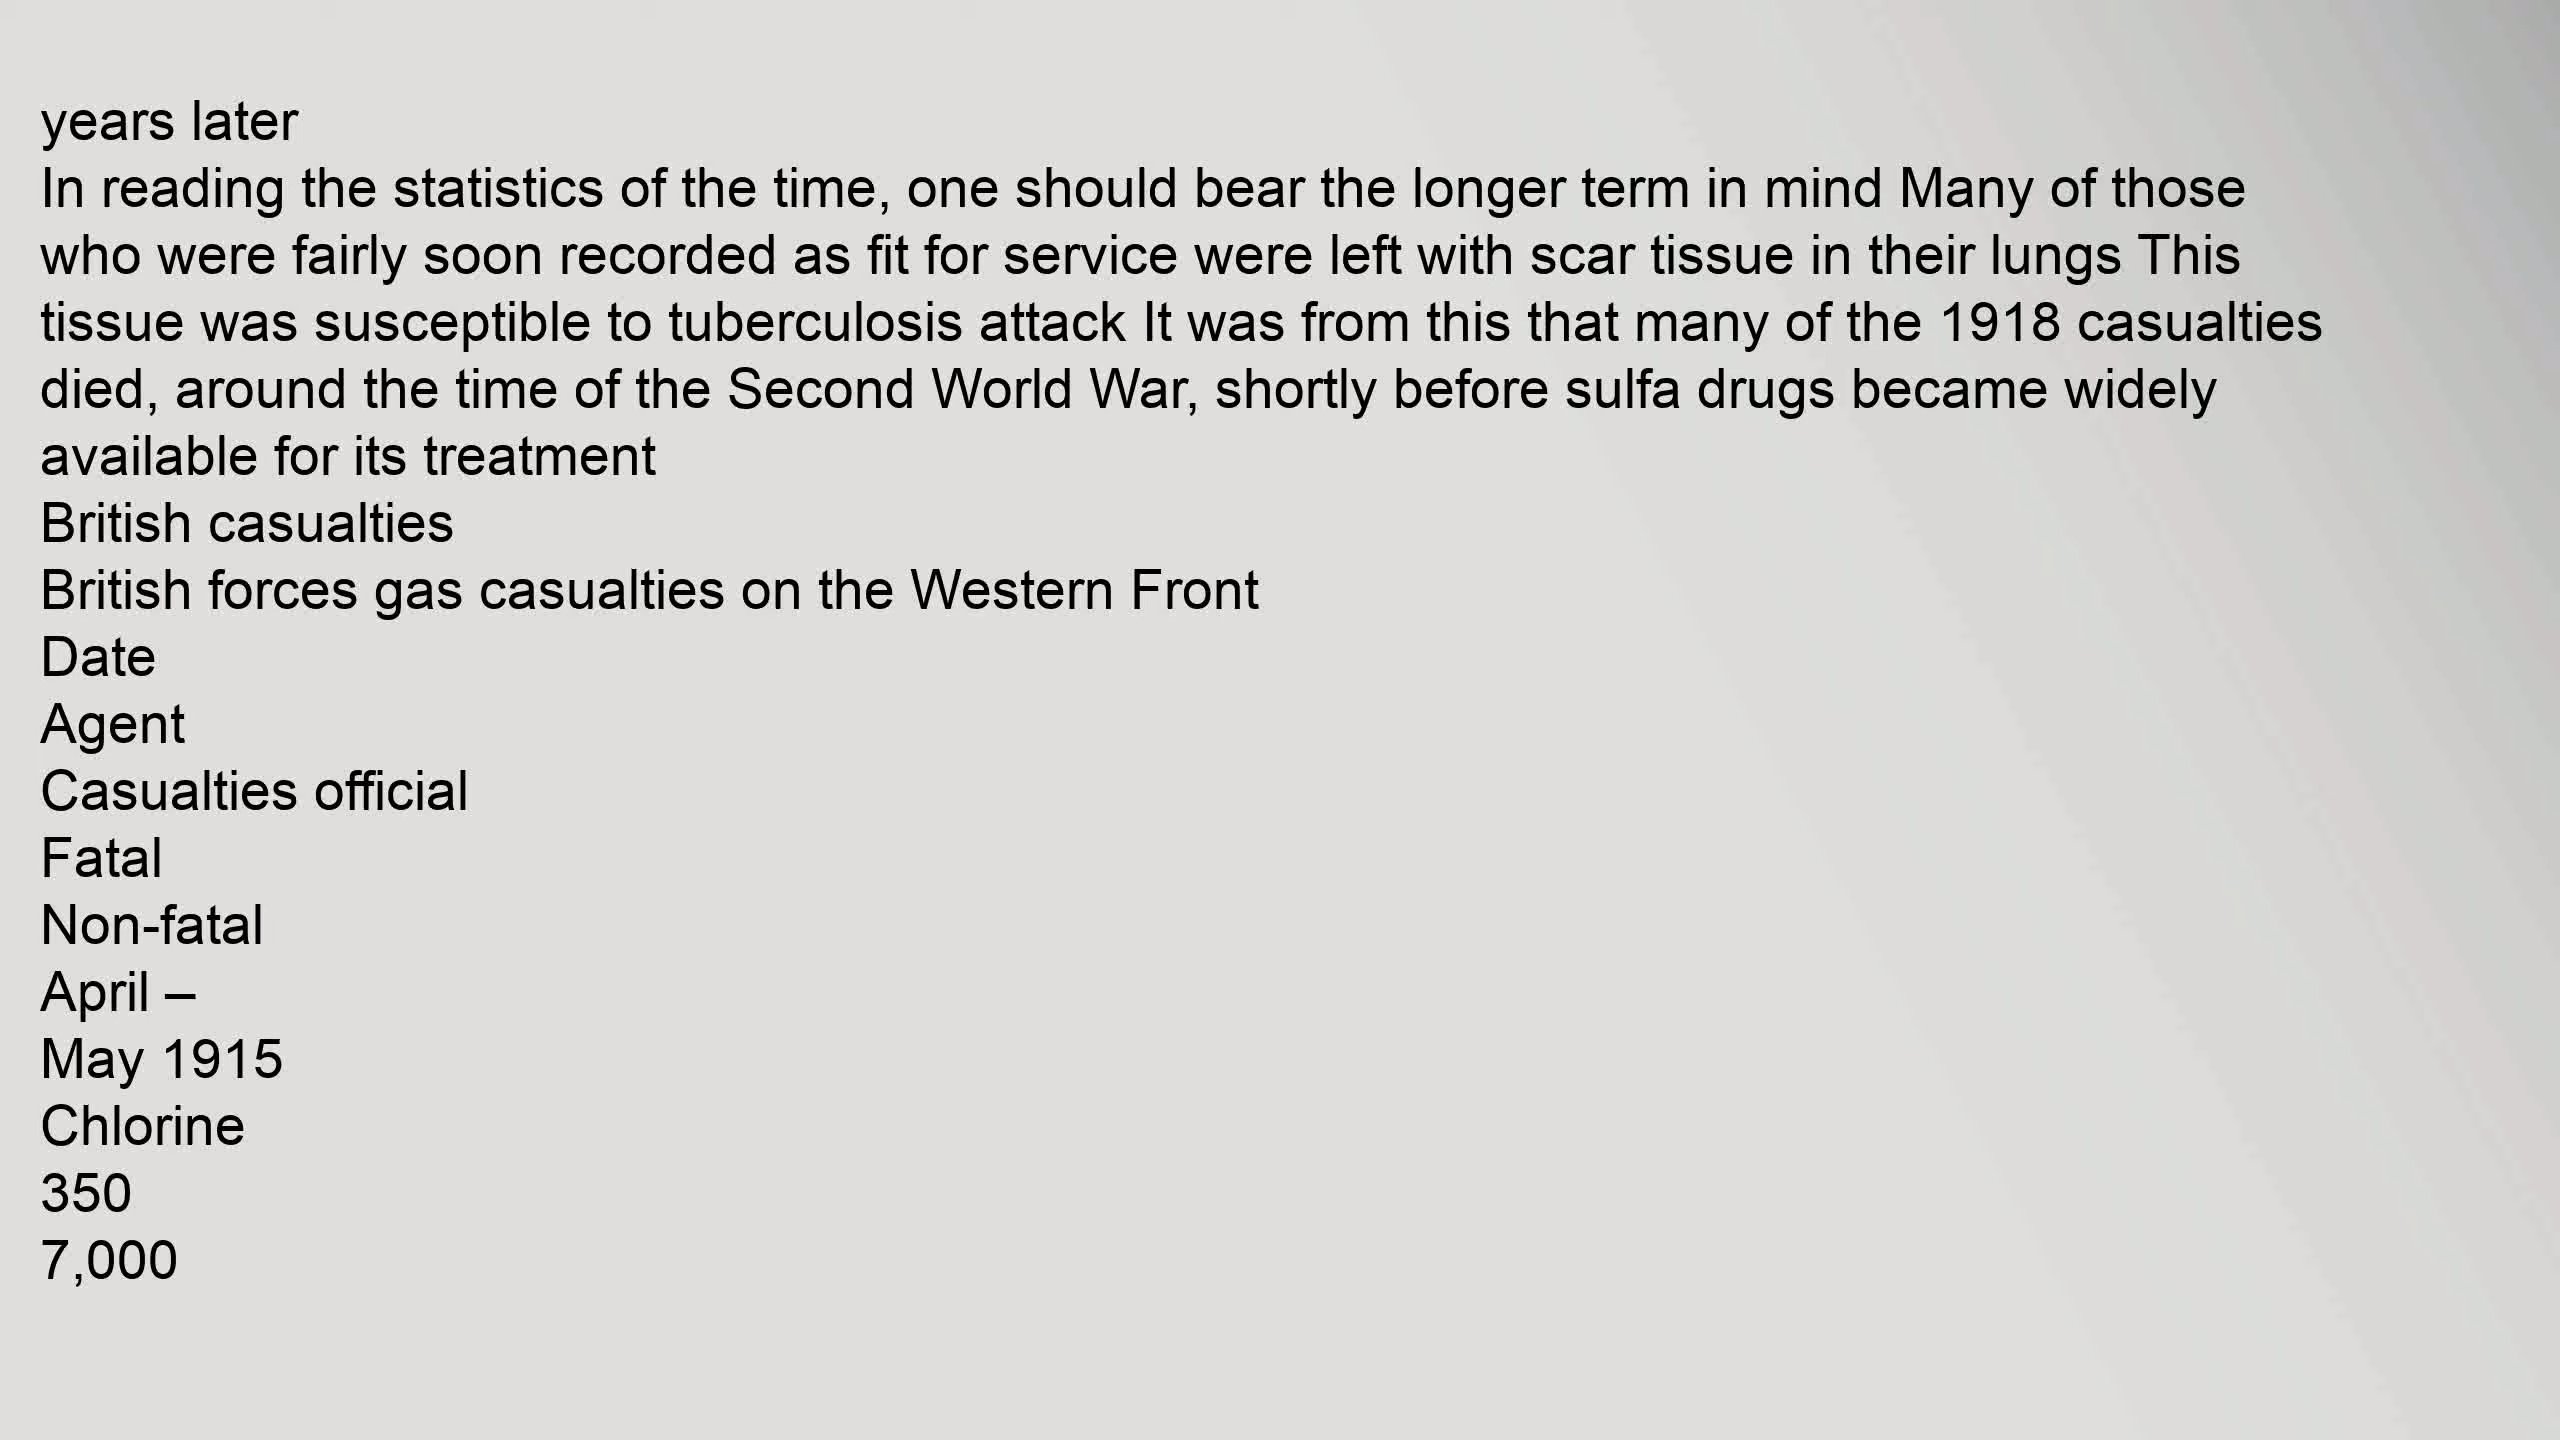 years later
In reading the statistics of the time, one should bear the longer term in mind Many of those
who were fairly soon recorded as fit for service were left with scar tissue in their lungs This
tissue was susceptible to tuberculosis attack It was from this that many of the 1918 casualties
died, around the time of the Second World War, shortly before sulfa drugs became widely
available for its treatment
British casualties
British forces gas casualties on the Western Front
Date
Agent
Casualties official
Fatal
Non-fatal
April –
May 1915
Chlorine
350
7,000